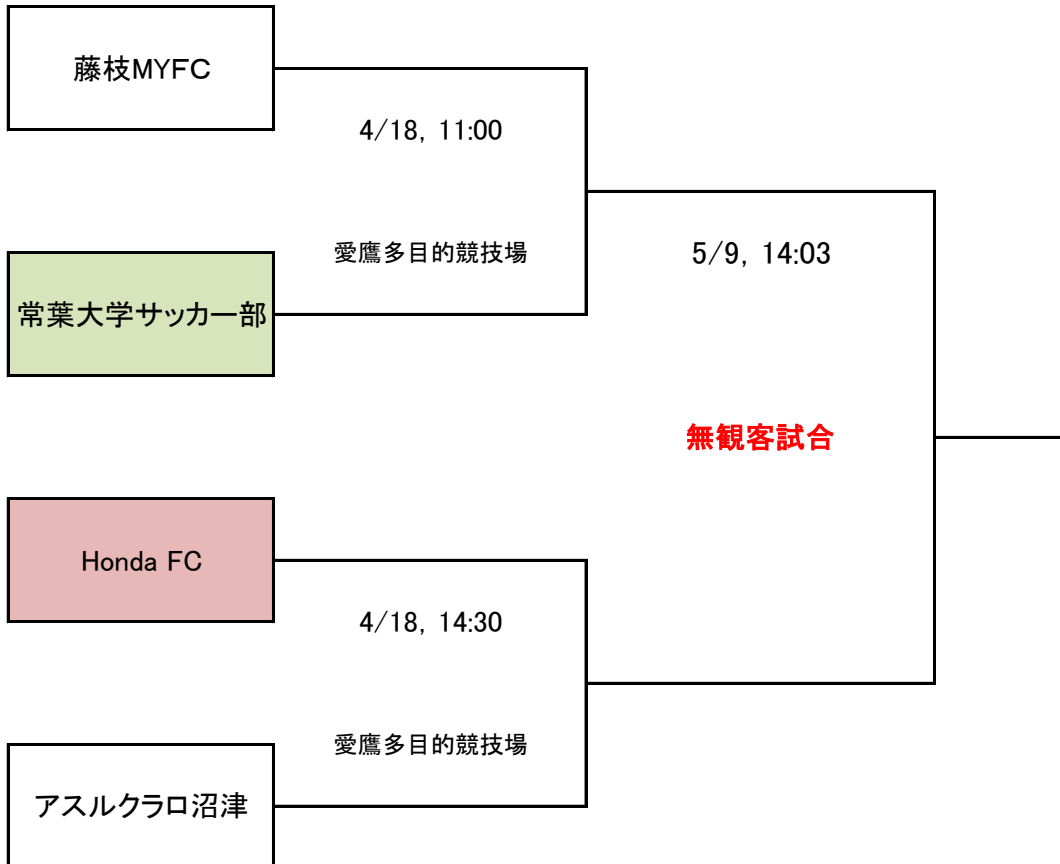 藤枝MYFC
4/18, 11:00
愛鷹多目的競技場
5/9, 14:03
常葉大学サッカー部
無観客試合
Honda FC
4/18, 14:30
愛鷹多目的競技場
アスルクラロ沼津